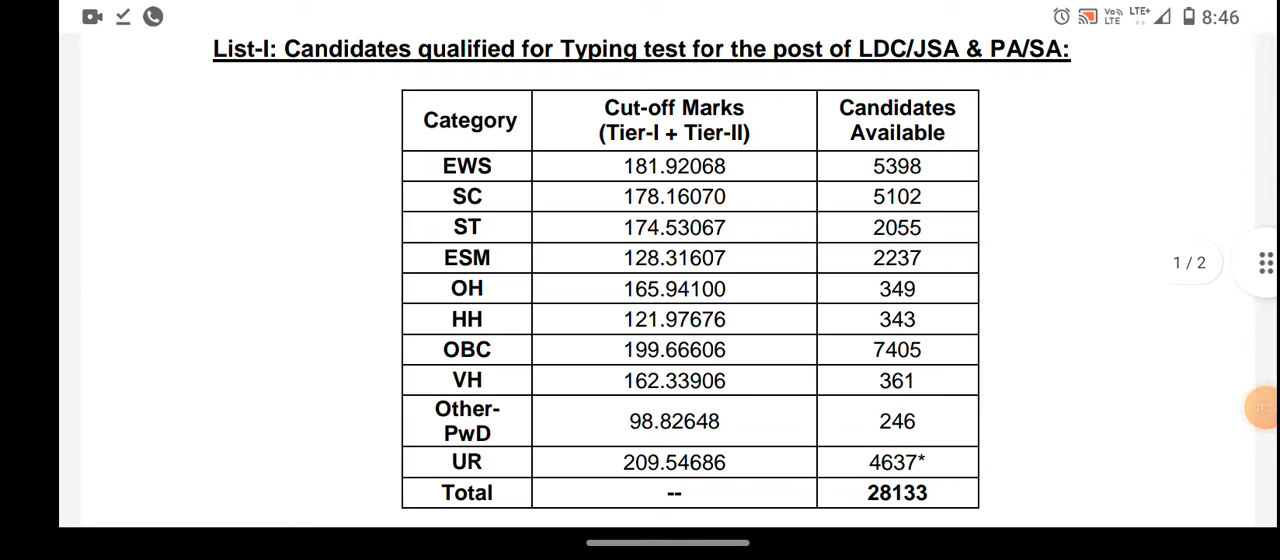 Vo) LTE LTE+ 8:46
List-I: Candidates qualified for Typing test for the post of LDC/JSA & PA/SA:
Category Cut-off Marks (Tier-I + Tier-II) Candidates Available
EWS 181.92068 5398
SC 178.16070 5102
ST 174.53067 2055
ESM 128.31607 2237
OH 165.94100 349
HH 121.97676 343
OBC 199.66606 7405
VH 162.33906 361
Other-PwD 98.82648 246
UR 209.54686 4637*
Total -- 28133
1 / 2